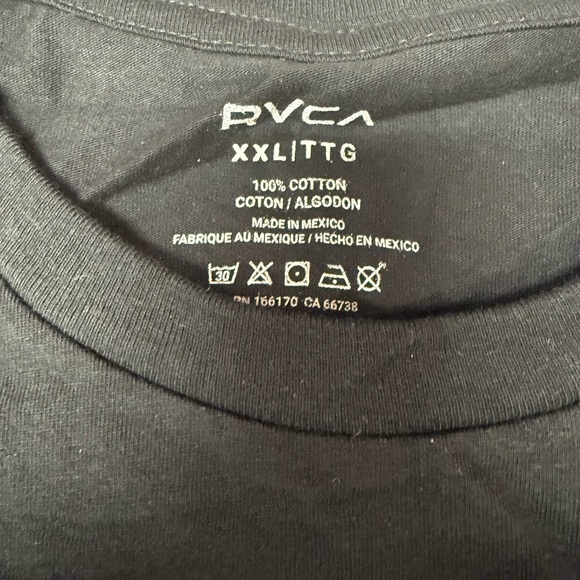 RVCA
XXL|TTG
100% COTTON
COTON / ALGODON
MADE IN MEXICO
FABRIQUE AU MEXIQUE / HECHO EN MEXICO
30
RN 166170 CA 66738